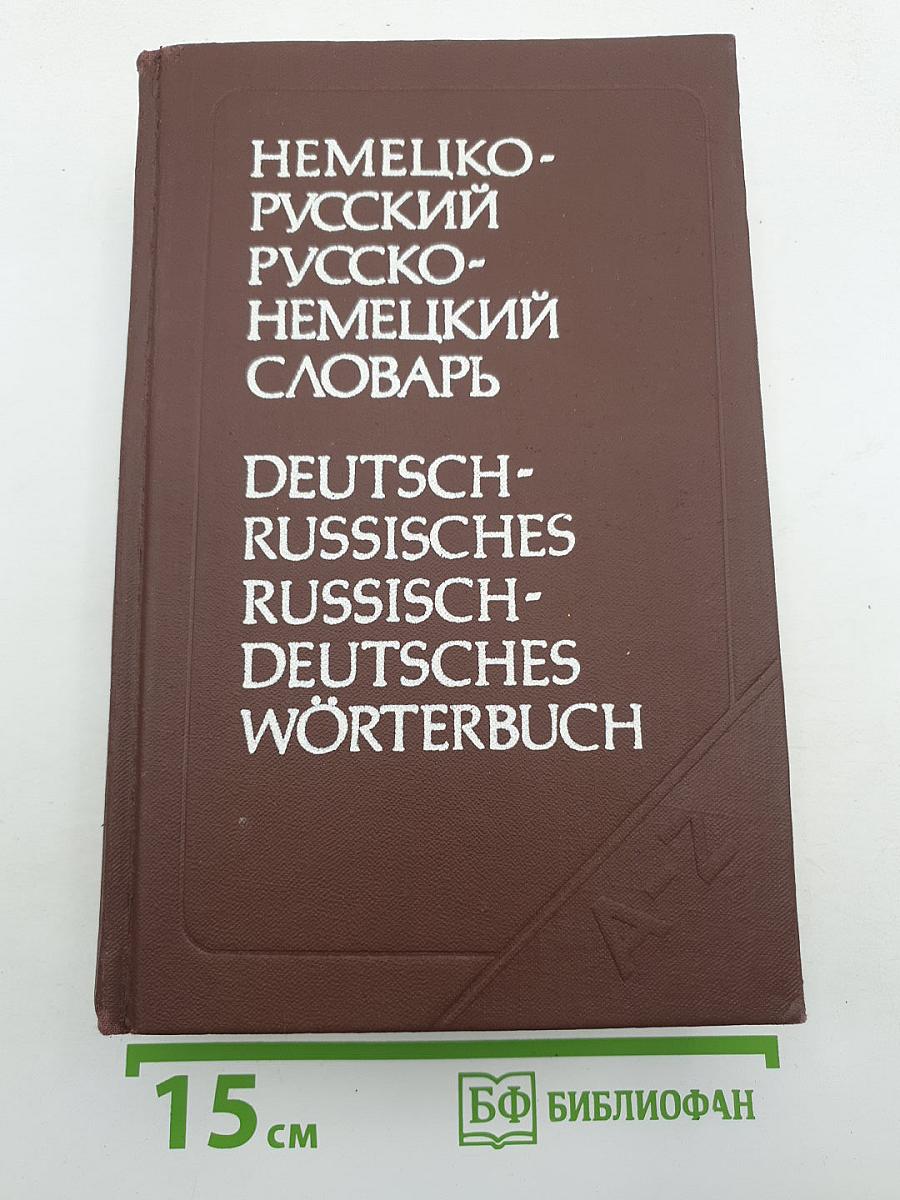 НЕМЕЦКО-
РУССКИЙ
РУССКО-
НЕМЕЦКИЙ
СЛОВАРЬ
DEUTSCH-
RUSSISCHES
RUSSISCH-
DEUTSCHES
WÖRTERBUCH
A-Z
15 см
БФ БИБЛИОФАН